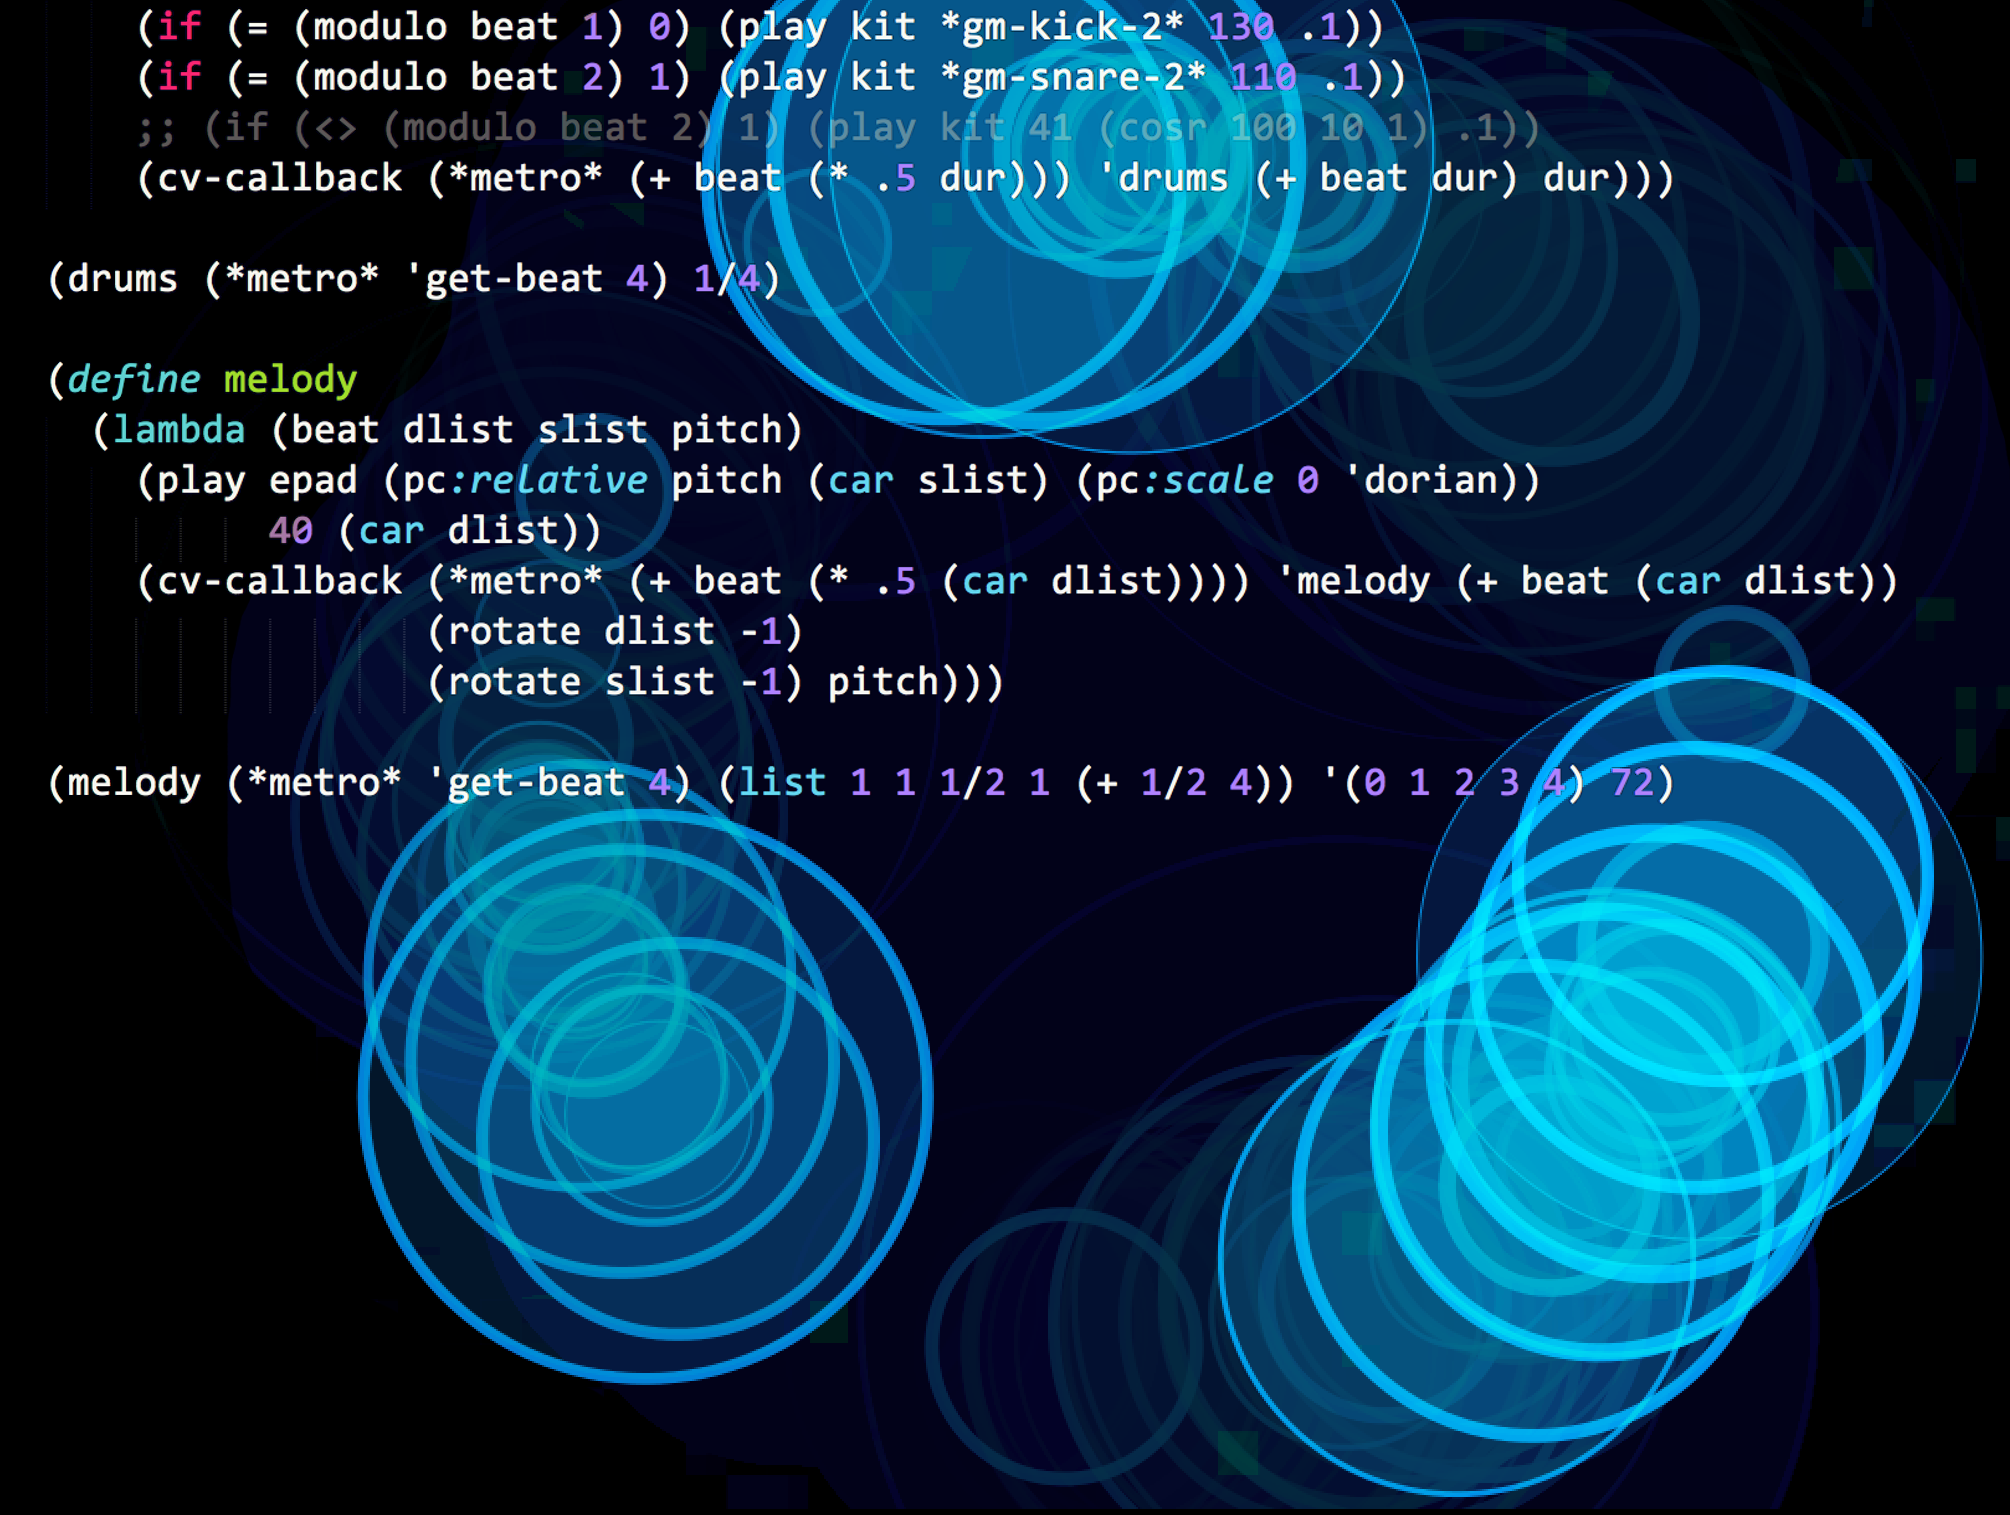 (if (= (modulo beat 1) 0) (play kit *gm-kick-2* 130 .1))
(if (= (modulo beat 2) 1) (play kit *gm-snare-2* 110 .1))
;; (if (<> (modulo beat 2) 1) (play kit 41 (cosr 100 10 1) .1))
(cv-callback (*metro* (+ beat (* .5 dur))) 'drums (+ beat dur) dur)))
(drums (*metro* 'get-beat 4) 1/4)
(define melody
(lambda (beat dlist slist pitch)
(play epad (pc:relative pitch (car slist) (pc:scale 0 'dorian))
40 (car dlist))
(cv-callback (*metro* (+ beat (* .5 (car dlist)))) 'melody (+ beat (car dlist))
(rotate dlist -1)
(rotate slist -1) pitch)))
(melody (*metro* 'get-beat 4) (list 1 1 1/2 1 (+ 1/2 4)) '(0 1 2 3 4) 72)